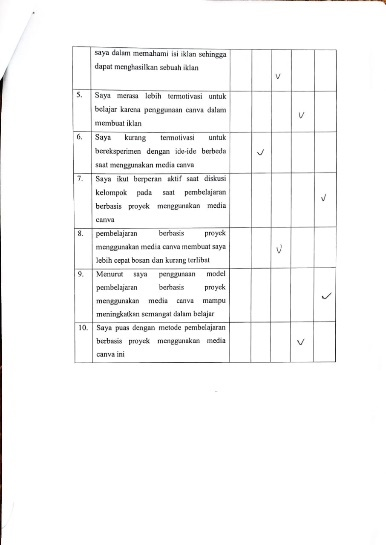 saya dalam memahami isi iklan sehingga
dapat menghasilkan sebuah iklan
5. Saya merasa lebih termotivasi untuk
belajar karena penggunaan canva dalam
membuat iklan
6. Saya kurang termotivasi untuk
bereksperimen dengan ide-ide berbeda
saat menggunakan media canva
7. Saya ikut berperan aktif saat diskusi
kelompok pada saat pembelajaran
berbasis proyek menggunakan media
canva
8. pembelajaran berbasis proyek
menggunakan media canva membuat saya
lebih cepat bosan dan kurang terlibat
9. Menurut saya penggunaan model
pembelajaran berbasis proyek
menggunakan media canva mampu
meningkatkan semangat dalam belajar
10. Saya puas dengan metode pembelajaran
berbasis proyek menggunakan media
canva ini